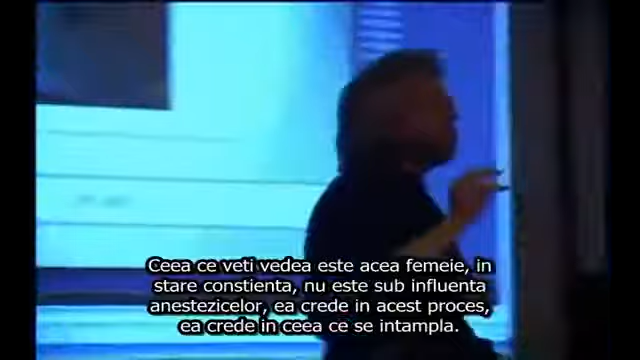 Ceea ce veti vedea este acea femeie, in
stare constienta, nu este sub influenta
anestezicelor, ea crede in acest proces,
ea crede in ceea ce se intampla.